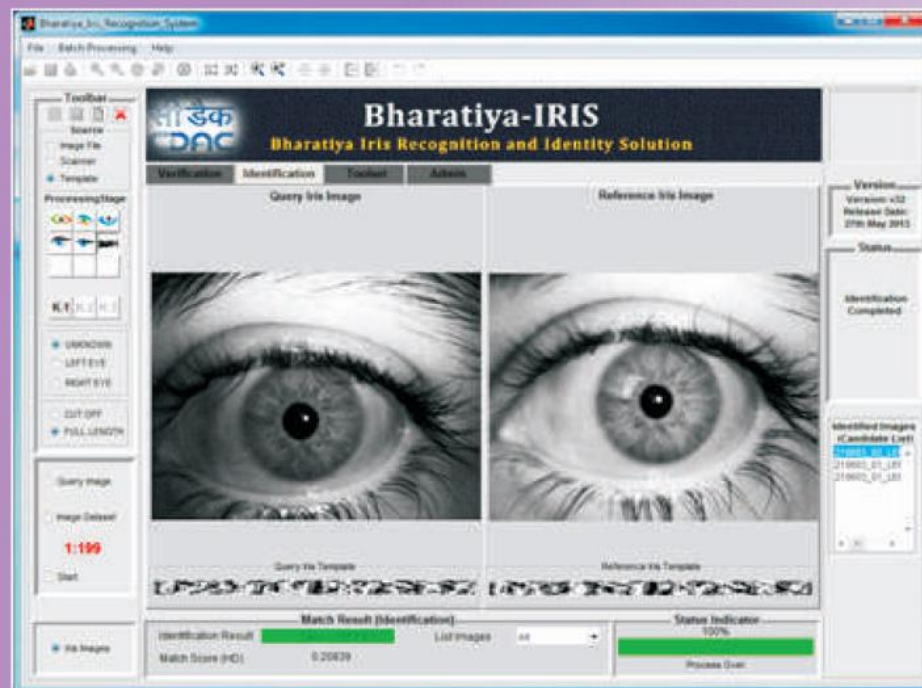 Bharatiya_Iris_Recognition_System
File Batch Processing Help
Toolbar
Source
Image File
Scanner
Template
ProcessingStage
K:1 K:2 K:3
UNKNOWN
LEFT EYE
RIGHT EYE
CUT OFF
FULL LENGTH
Query Image
Image Dataset
1:199
Start
Iris Images
सी डैक
CDAC
Bharatiya-IRIS
Bharatiya Iris Recognition and Identity Solution
Verification Identification Toolset Admin
Query Iris Image Reference Iris Image
Query Iris Template Reference Iris Template
Match Result (Identification)
Identification Result List Images All
Match Score (HD) 0.20839
Status Indicator
100%
Process Over
Version
Version: v32
Release Date:
27th May 2013
Status
Identification
Completed
Identified Images
(Candidate List)